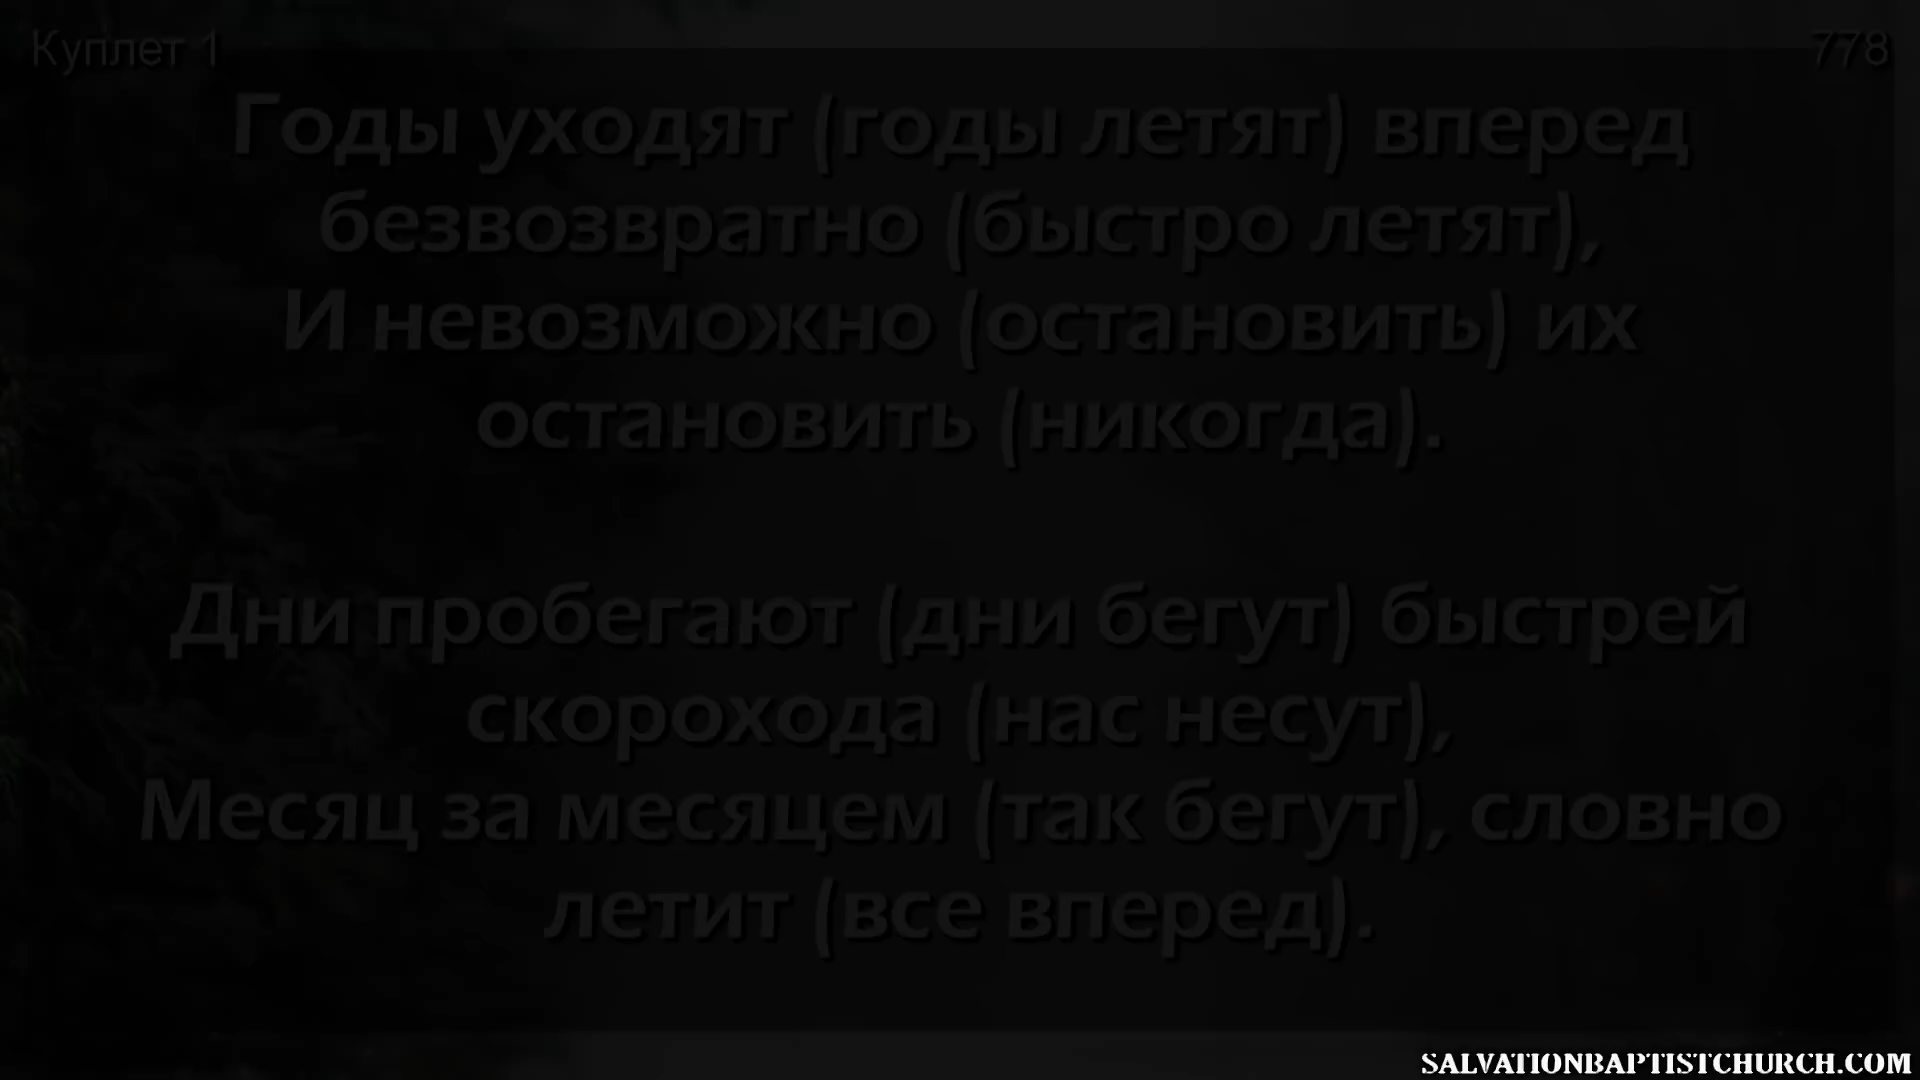 Куплет 1
778
Годы уходят (годы летят) вперед
безвозвратно (быстро летят),
И невозможно (остановить) их
остановить (никогда).
Дни пробегают (дни бегут) быстрей
скорохода (нас несут),
Месяц за месяцем (так бегут), словно
летит (все вперед).
SALVATIONBAPTISTCHURCH.COM